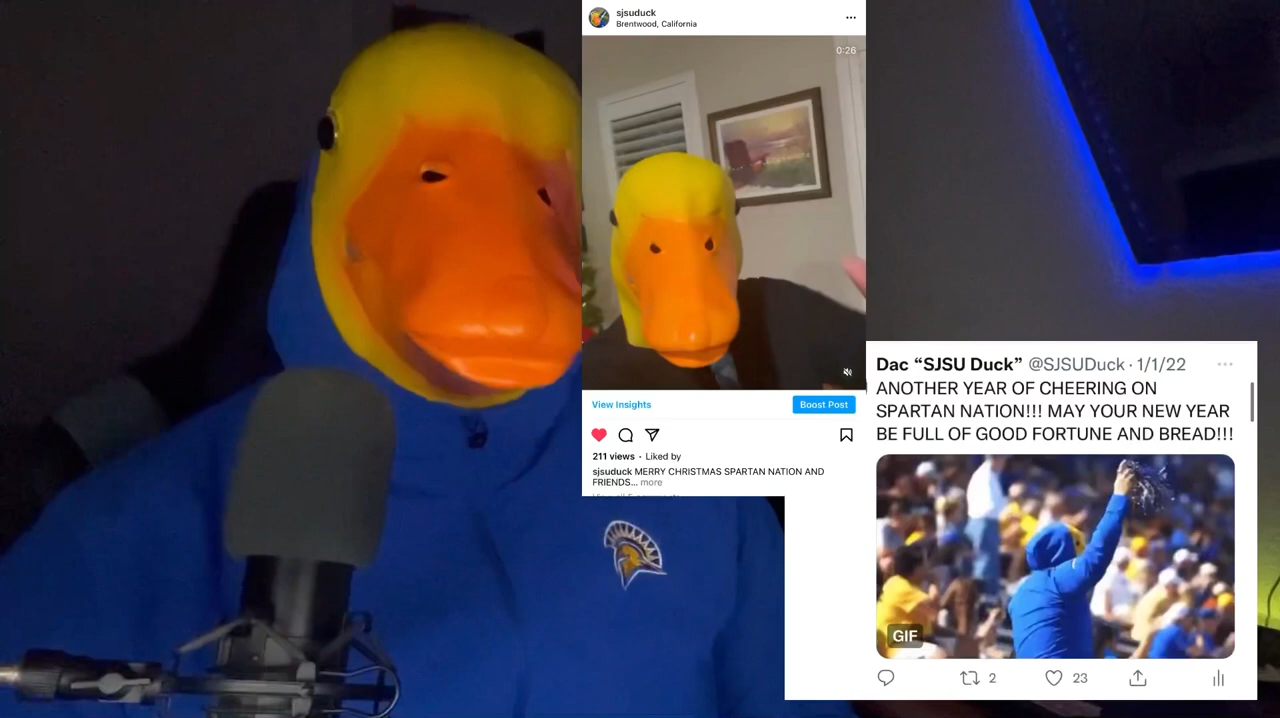 sjsuduck
Brentwood, California
0:26
View Insights
Boost Post
211 views · Liked by
sjsuduck MERRY CHRISTMAS SPARTAN NATION AND
FRIENDS... more
Dac “SJSU Duck” @SJSUDuck · 1/1/22
ANOTHER YEAR OF CHEERING ON
SPARTAN NATION!!! MAY YOUR NEW YEAR
BE FULL OF GOOD FORTUNE AND BREAD!!!
GIF
2
23